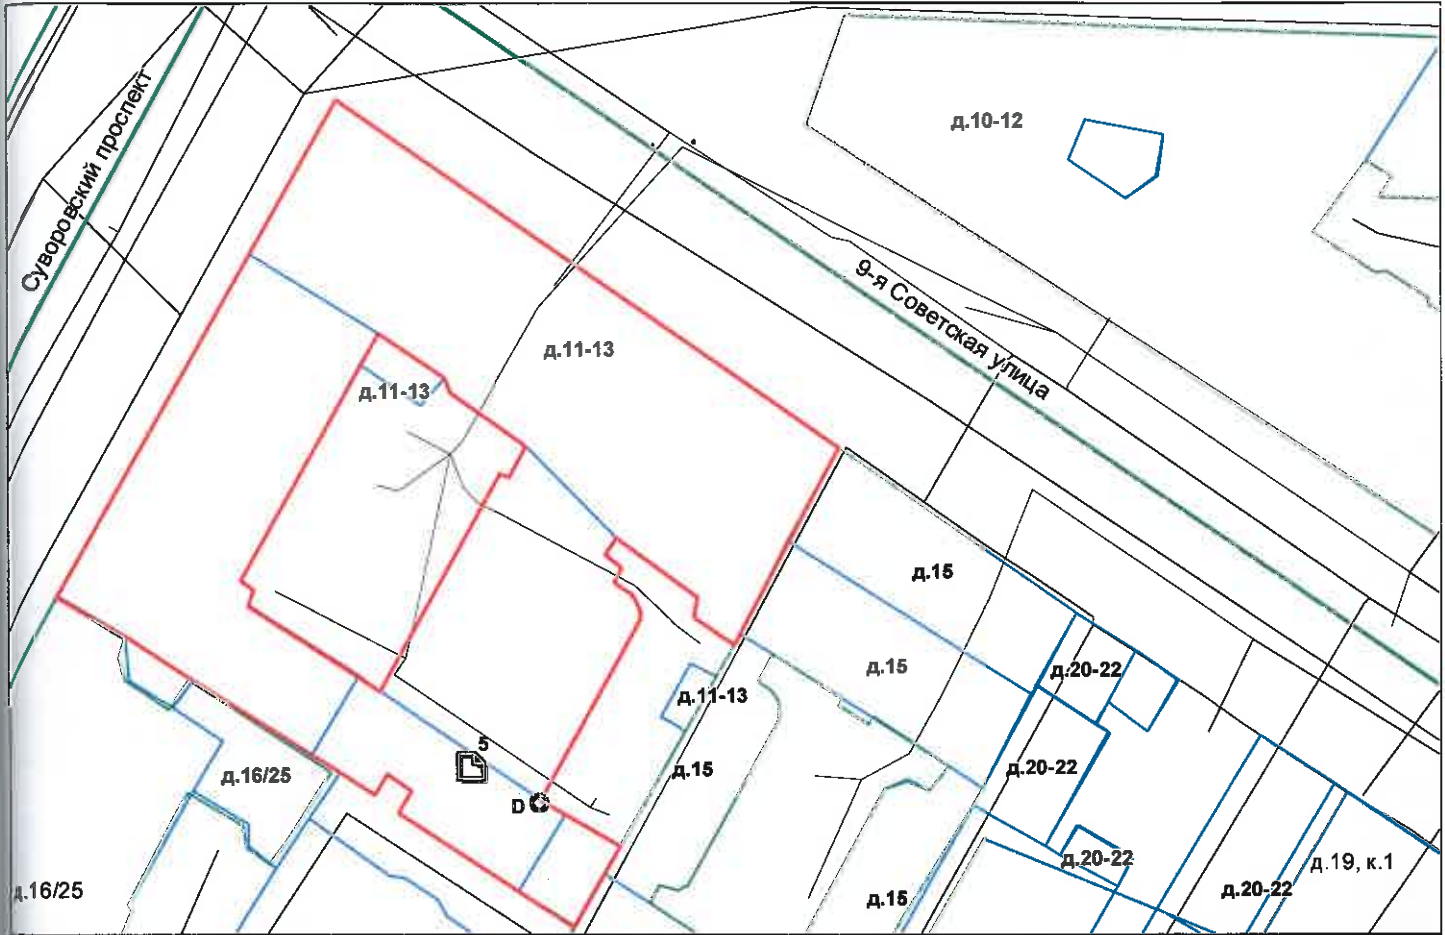 Суворовский проспект
д.10-12
9-я Советская улица
д.11-13
д.11-13
д.15
д.15
д.20-22
д.11-13
5
д.15
д.20-22
д.16/25
D
д.20-22
д.19, к.1
д.16/25
д.15
д.20-22